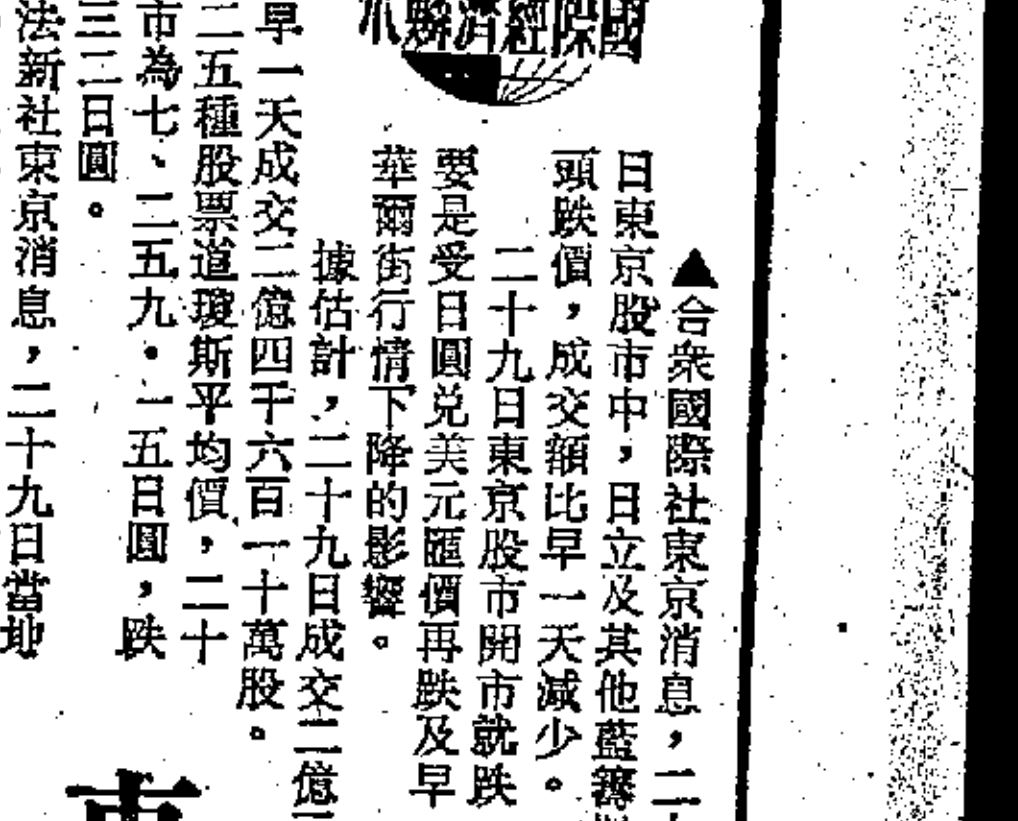 國際經濟鱗爪
▲合衆國際社東京消息，二
日東京股市中，日立及其他藍籌
頭跌價，成交額比早一天減少。
二十九日東京股市開市就跌
要是受日圓兌美元匯價再跌及早
華爾街行情下降的影響。
據估計，二十九日成交二億
早一天成交二億四千六百一十萬股。
二五種股票道瓊斯平均價，二十
市為七、二五九・一五日圓，跌
三二日圓。
法新社東京消息，二十九日當地